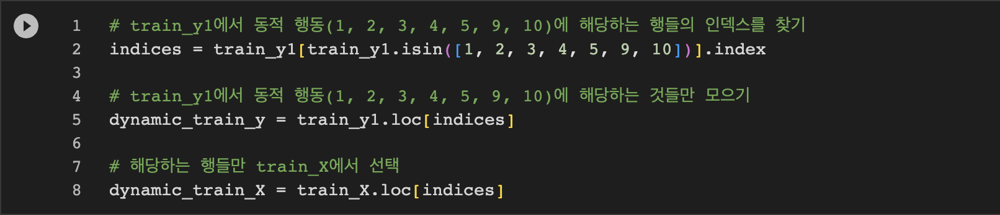 1 # train_y1에서 동적 행동(1, 2, 3, 4, 5, 9, 10)에 해당하는 행들의 인덱스를 찾기
2 indices = train_y1[train_y1.isin([1, 2, 3, 4, 5, 9, 10])].index
3
4 # train_y1에서 동적 행동(1, 2, 3, 4, 5, 9, 10)에 해당하는 것들만 모으기
5 dynamic_train_y = train_y1.loc[indices]
6
7 # 해당하는 행들만 train_X에서 선택
8 dynamic_train_X = train_X.loc[indices]